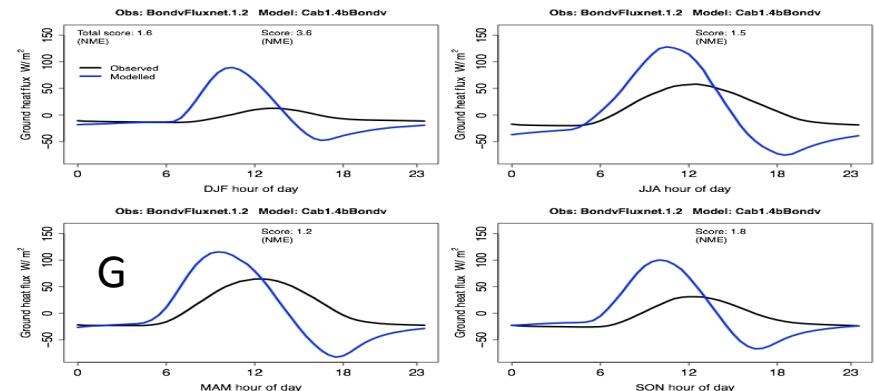 Obs: BondvFluxnet.1.2 Model: Cab1.4bBondv
Total score: 1.6
(NME)
Score: 3.6
(NME)
Observed
Modelled
Ground heat flux W/m²
150
100
50
0
−50
0 6 12 18 23
DJF hour of day
Obs: BondvFluxnet.1.2 Model: Cab1.4bBondv
Score: 1.5
(NME)
Ground heat flux W/m²
150
100
50
0
−50
0 6 12 18 23
JJA hour of day
Obs: BondvFluxnet.1.2 Model: Cab1.4bBondv
Score: 1.2
(NME)
G
Ground heat flux W/m²
150
100
50
0
−50
0 6 12 18 23
MAM hour of day
Obs: BondvFluxnet.1.2 Model: Cab1.4bBondv
Score: 1.8
(NME)
Ground heat flux W/m²
150
100
50
0
−50
0 6 12 18 23
SON hour of day